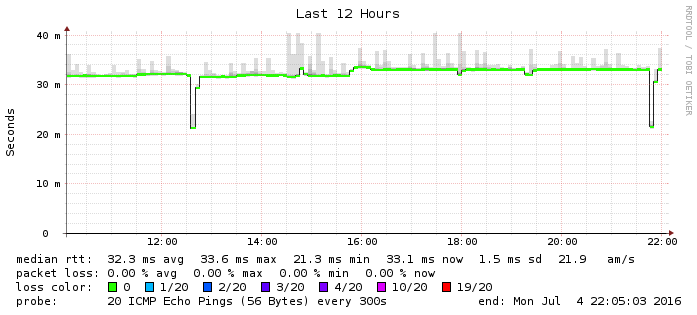 Last 12 Hours
RRDTOOL / TOBI OETIKER
Seconds
40 m
30 m
20 m
10 m
0
12:00 14:00 16:00 18:00 20:00 22:00
median rtt: 32.3 ms avg 33.6 ms max 21.3 ms min 33.1 ms now 1.5 ms sd 21.9 am/s
packet loss: 0.00 % avg 0.00 % max 0.00 % min 0.00 % now
loss color: 0 1/20 2/20 3/20 4/20 10/20 19/20
probe: 20 ICMP Echo Pings (56 Bytes) every 300s end: Mon Jul 4 22:05:03 2016